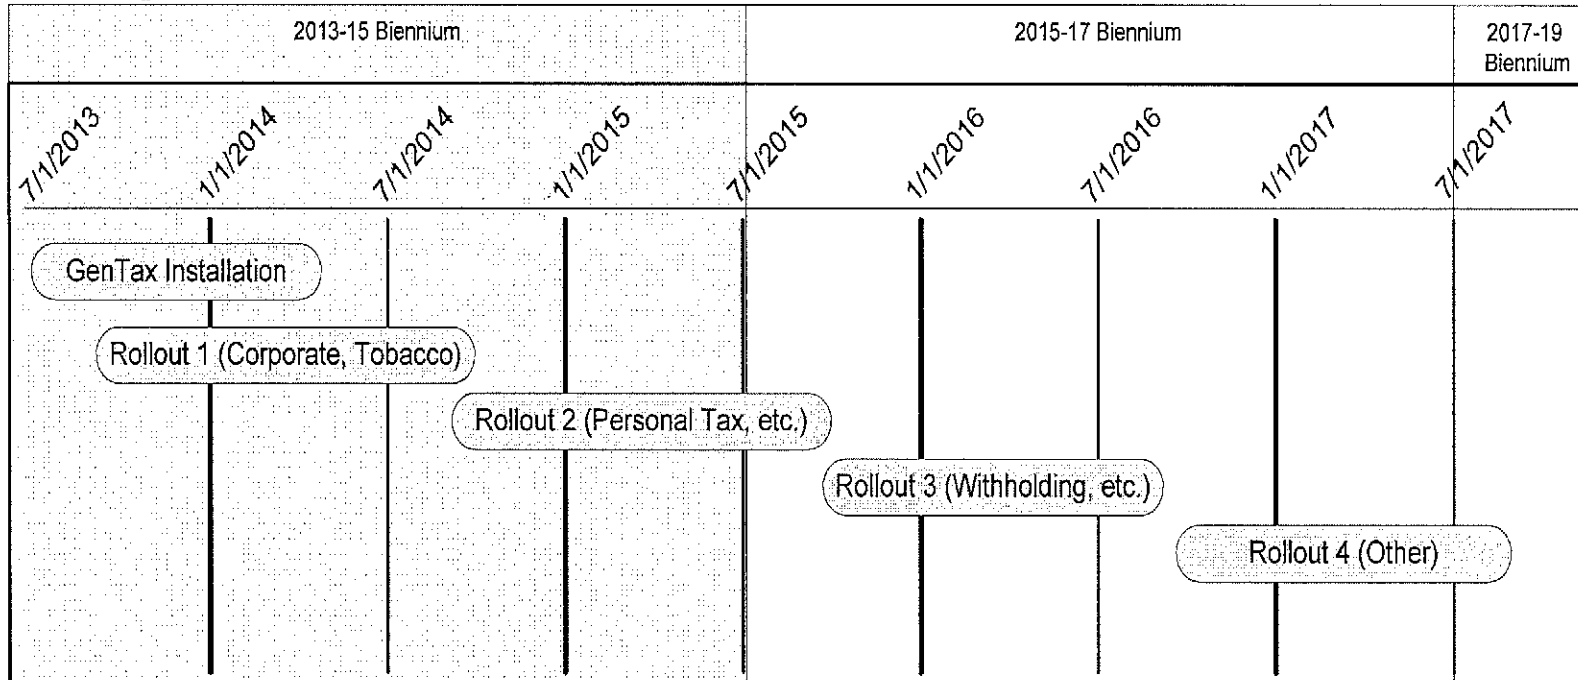 2013-15 Biennium
2015-17 Biennium
2017-19
Biennium
7/1/2013
1/1/2014
7/1/2014
1/1/2015
7/1/2015
1/1/2016
7/1/2016
1/1/2017
7/1/2017
GenTax Installation
Rollout 1 (Corporate, Tobacco)
Rollout 2 (Personal Tax, etc.)
Rollout 3 (Withholding, etc.)
Rollout 4 (Other)